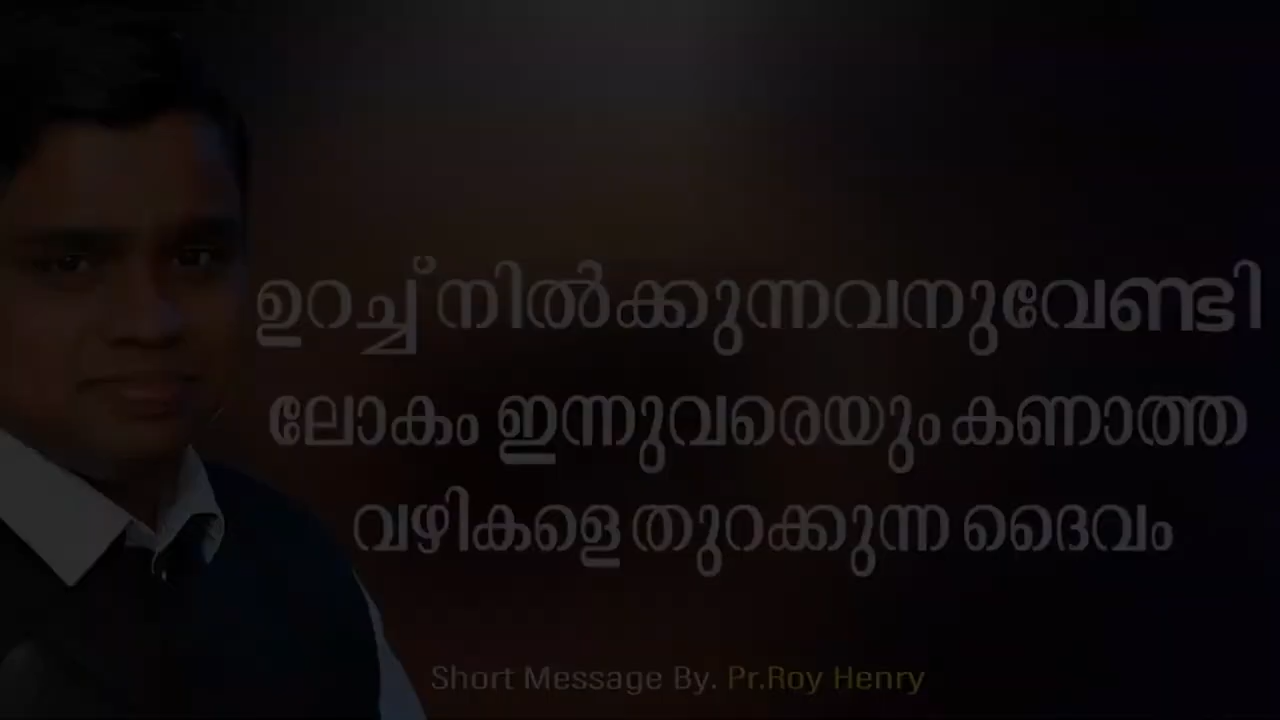 ഉറച്ച് നിൽക്കുന്നവനുവേണ്ടി
ലോകം ഇന്നുവരെയും കണാത്ത
വഴികളെ തുറക്കുന്ന ദൈവം
Short Message By. Pr.Roy Henry